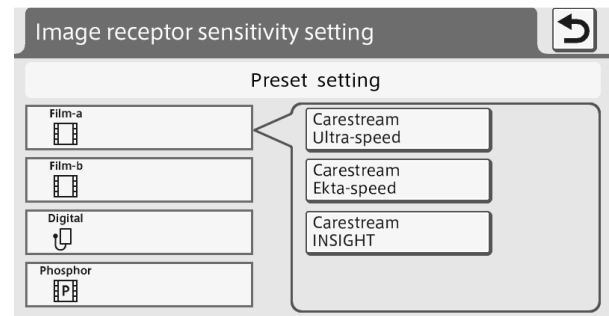 Image receptor sensitivity setting
Preset setting
Film-a
Film-b
Digital
Phosphor
P
Carestream
Ultra-speed
Carestream
Ekta-speed
Carestream
INSIGHT